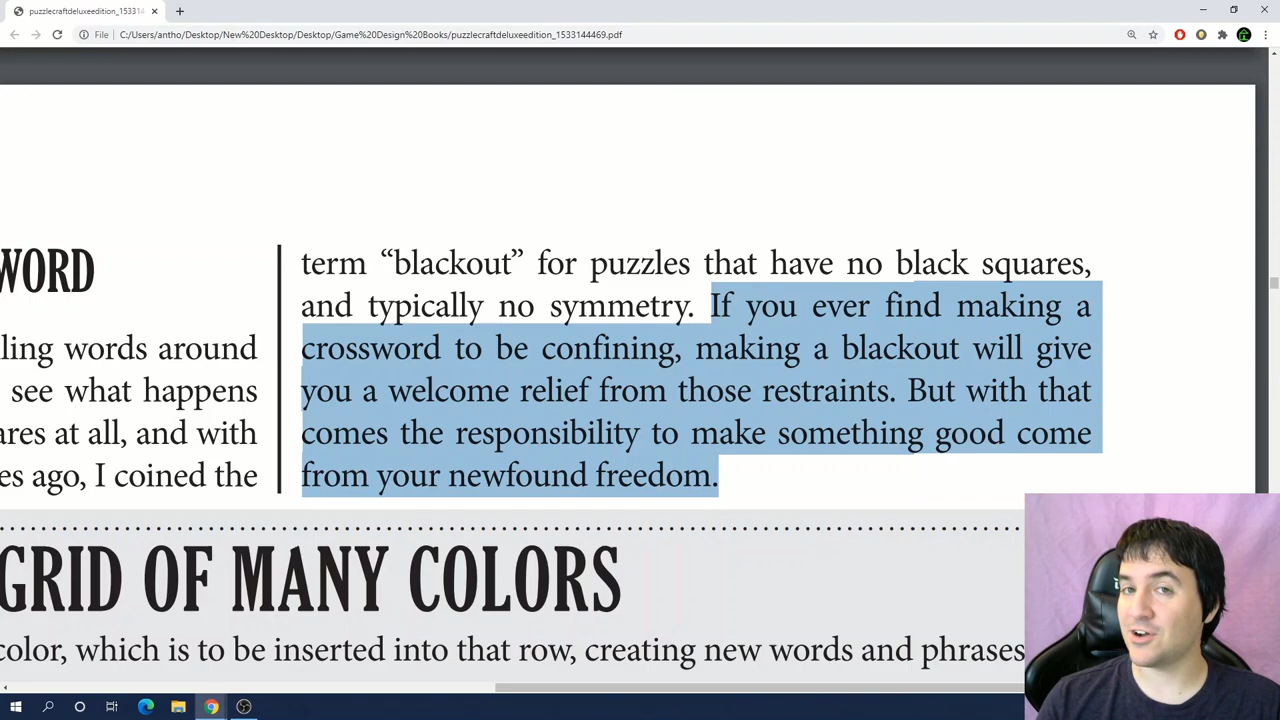 puzzlecraftdeluxeedition_153314
File
C:/Users/antho/Desktop/New%20Desktop/Desktop/Game%20Design%20Books/puzzlecraftdeluxeedition_1533144469.pdf
WORD
ling words around
see what happens
ares at all, and with
es ago, I coined the
term “blackout” for puzzles that have no black squares,
and typically no symmetry. If you ever find making a
crossword to be confining, making a blackout will give
you a welcome relief from those restraints. But with that
comes the responsibility to make something good come
from your newfound freedom.
GRID OF MANY COLORS
color, which is to be inserted into that row, creating new words and phrases